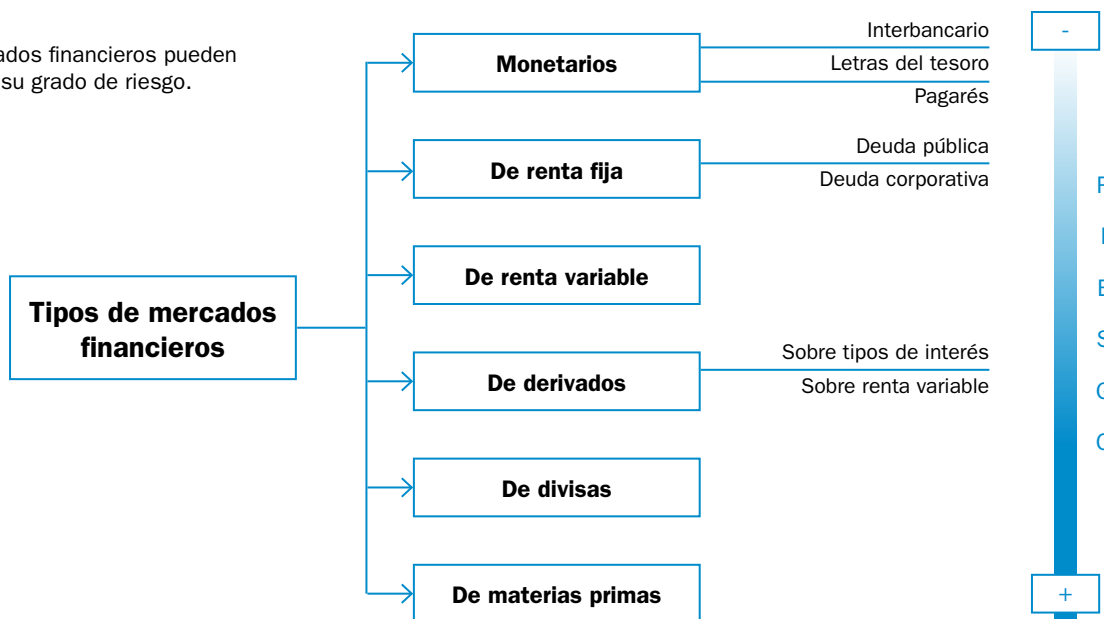 ados financieros pueden
su grado de riesgo.
Tipos de mercados
financieros
Monetarios
Interbancario
Letras del tesoro
Pagarés
De renta fija
Deuda pública
Deuda corporativa
De renta variable
De derivados
Sobre tipos de interés
Sobre renta variable
De divisas
De materias primas
-
+